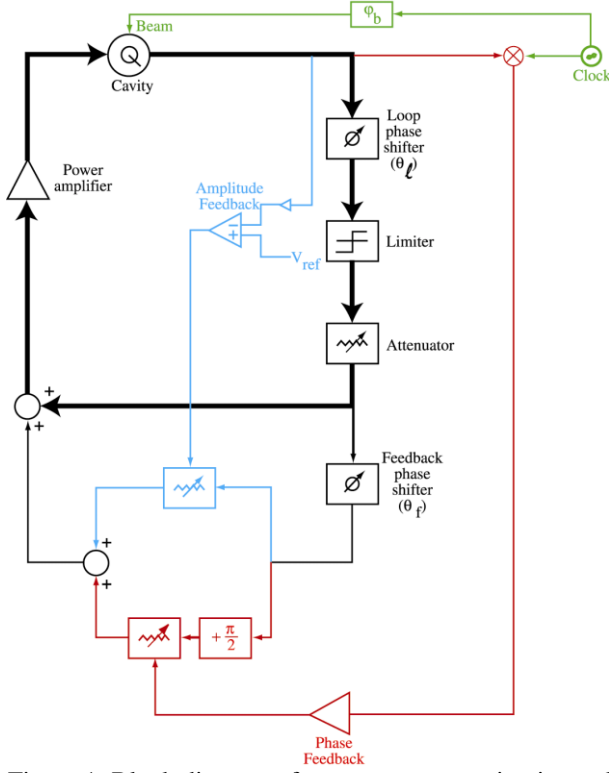 φb
Beam
Clock
Q
Cavity
Loop
phase
shifter
(θℓ)
Power
amplifier
Amplitude
Feedback
−
+
Vref
Limiter
Attenuator
+
+
Feedback
phase
shifter
(θf)
+
+
+ π/2
Phase
Feedback